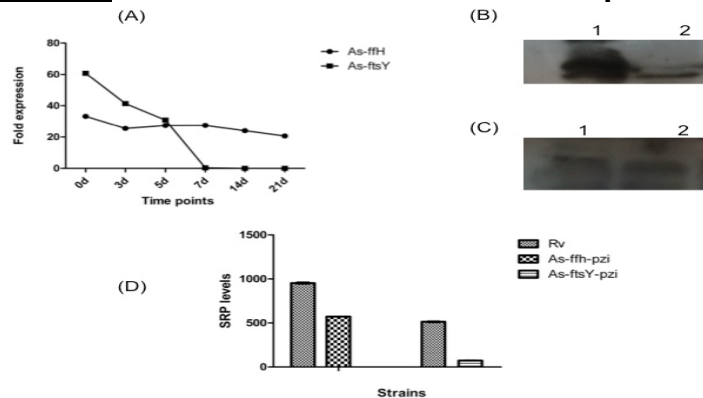 (A)
Fold expression
80
60
40
20
0
0d 3d 5d 7d 14d 21d
Time points
As-ffH
As-ftsY
(B)
1 2
(C)
1 2
(D)
SRP levels
1500
1000
500
0
Strains
Rv
As-ffh-pzi
As-ftsY-pzi